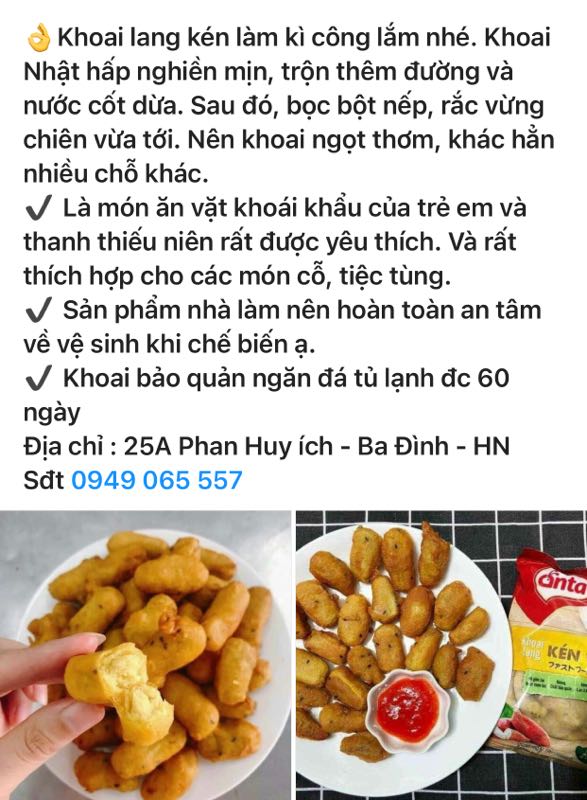 👌Khoai lang kén làm kì công lắm nhé. Khoai
Nhật hấp nghiền mịn, trộn thêm đường và
nước cốt dừa. Sau đó, bọc bột nếp, rắc vừng
chiên vừa tới. Nên khoai ngọt thơm, khác hẳn
nhiều chỗ khác.
✔️ Là món ăn vặt khoái khẩu của trẻ em và
thanh thiếu niên rất được yêu thích. Và rất
thích hợp cho các món cỗ, tiệc tùng.
✔️ Sản phẩm nhà làm nên hoàn toàn an tâm
về vệ sinh khi chế biến ạ.
✔️ Khoai bảo quản ngăn đá tủ lạnh đc 60
ngày
Địa chỉ : 25A Phan Huy ích - Ba Đình - HN
Sđt 0949 065 557
ânta
Khoai
lang
KÉN
ファストフー